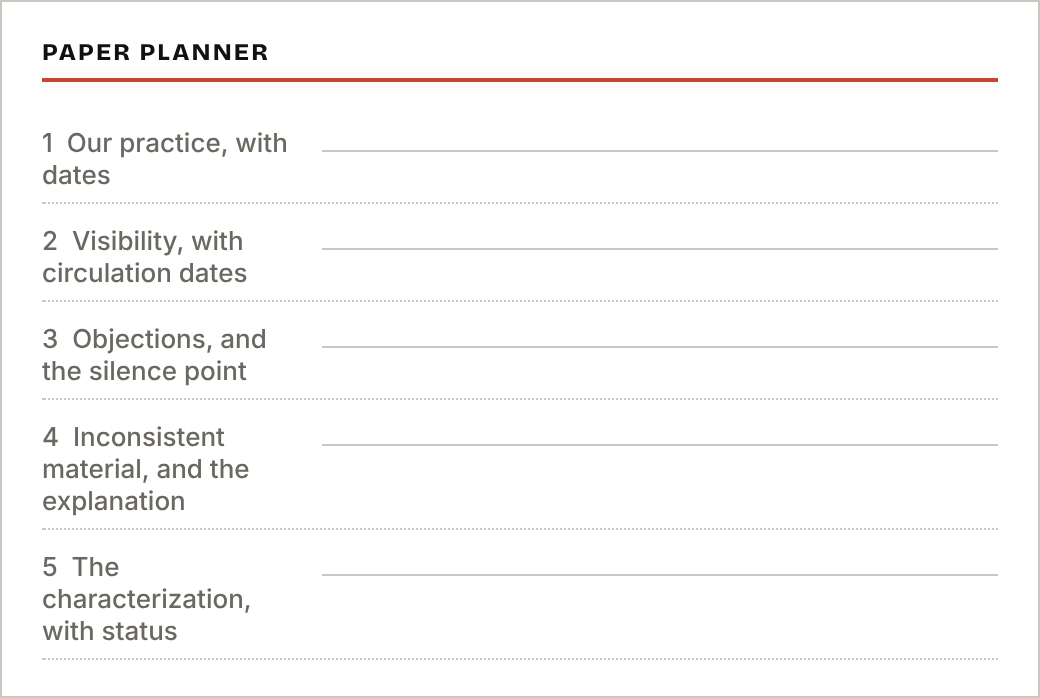 PAPER PLANNER
1 Our practice, with
dates
2 Visibility, with
circulation dates
3 Objections, and
the silence point
4 Inconsistent
material, and the
explanation
5 The
characterization,
with status